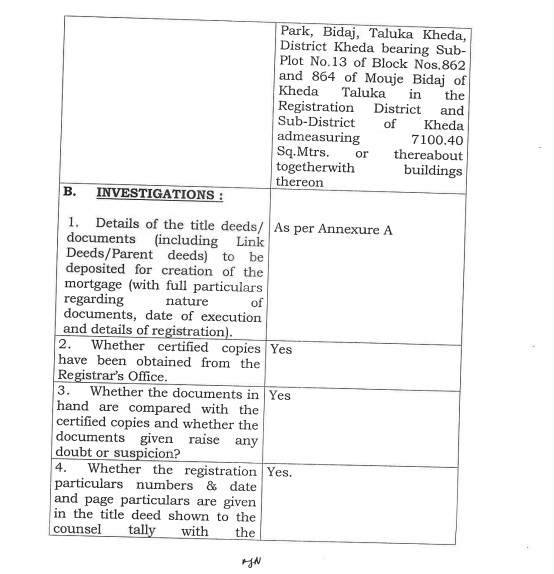 Park, Bidaj, Taluka Kheda,
District Kheda bearing Sub-
Plot No.13 of Block Nos.862
and 864 of Mouje Bidaj of
Kheda Taluka in the
Registration District and
Sub-District of Kheda
admeasuring 7100.40
Sq.Mtrs. or thereabout
togetherwith buildings
thereon
B. INVESTIGATIONS :
1. Details of the title deeds/
documents (including Link
Deeds/Parent deeds) to be
deposited for creation of the
mortgage (with full particulars
regarding nature of
documents, date of execution
and details of registration).
As per Annexure A
2. Whether certified copies
have been obtained from the
Registrar's Office.
Yes
3. Whether the documents in
hand are compared with the
certified copies and whether the
documents given raise any
doubt or suspicion?
Yes
4. Whether the registration
particulars numbers & date
and page particulars are given
in the title deed shown to the
counsel tally with the
Yes.